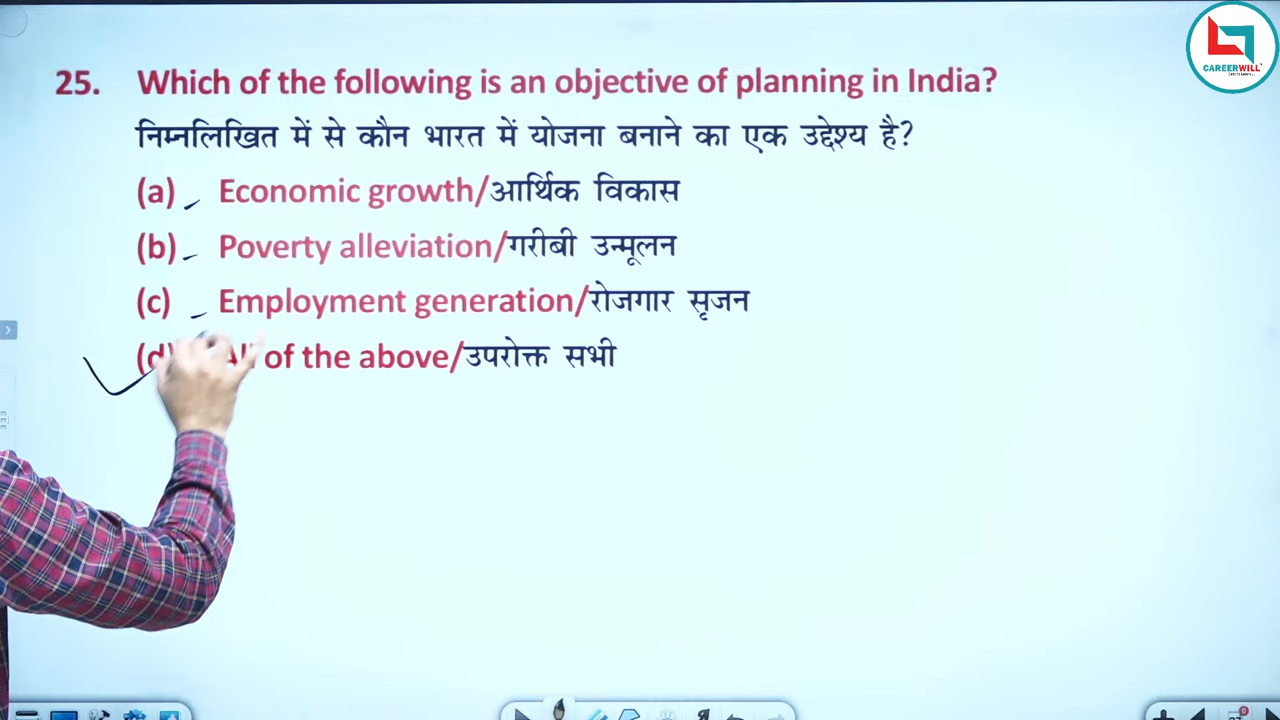 CAREERWILL
25. Which of the following is an objective of planning in India?
निम्नलिखित में से कौन भारत में योजना बनाने का एक उद्देश्य है?
(a) Economic growth/आर्थिक विकास
(b) Poverty alleviation/गरीबी उन्मूलन
(c) Employment generation/रोजगार सृजन
(d) All of the above/उपरोक्त सभी